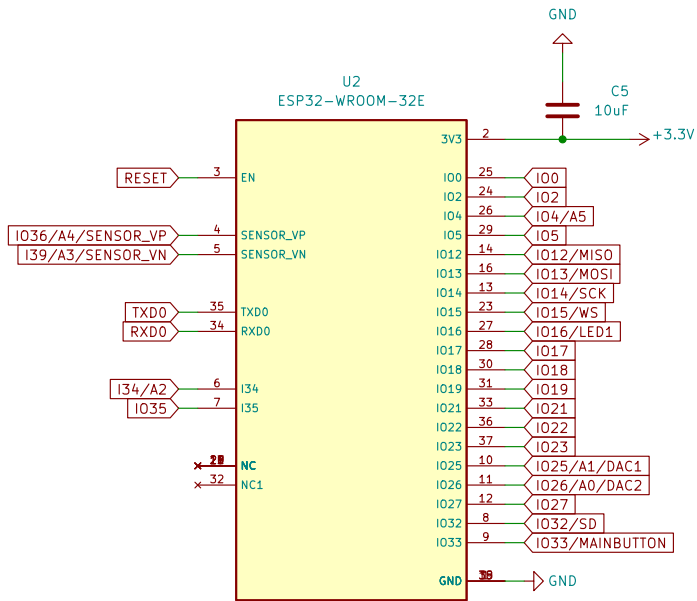 GND
U2
ESP32-WROOM-32E
C5
10uF
3V3 2 +3.3V
RESET 3 EN
IO0 25 IO0
IO2 24 IO2
IO4 26 IO4/A5
IO36/A4/SENSOR_VP 4 SENSOR_VP
IO5 29 IO5
I39/A3/SENSOR_VN 5 SENSOR_VN
IO12 14 IO12/MISO
IO13 16 IO13/MOSI
IO14 13 IO14/SCK
TXD0 35 TXD0
IO15 23 IO15/WS
RXD0 34 RXD0
IO16 27 IO16/LED1
IO17 28 IO17
IO18 30 IO18
I34/A2 6 I34
IO19 31 IO19
IO35 7 I35
IO21 33 IO21
IO22 36 IO22
IO23 37 IO23
NC
IO25 10 IO25/A1/DAC1
32 NC1
IO26 11 IO26/A0/DAC2
IO27 12 IO27
IO32 8 IO32/SD
IO33 9 IO33/MAINBUTTON
GND GND